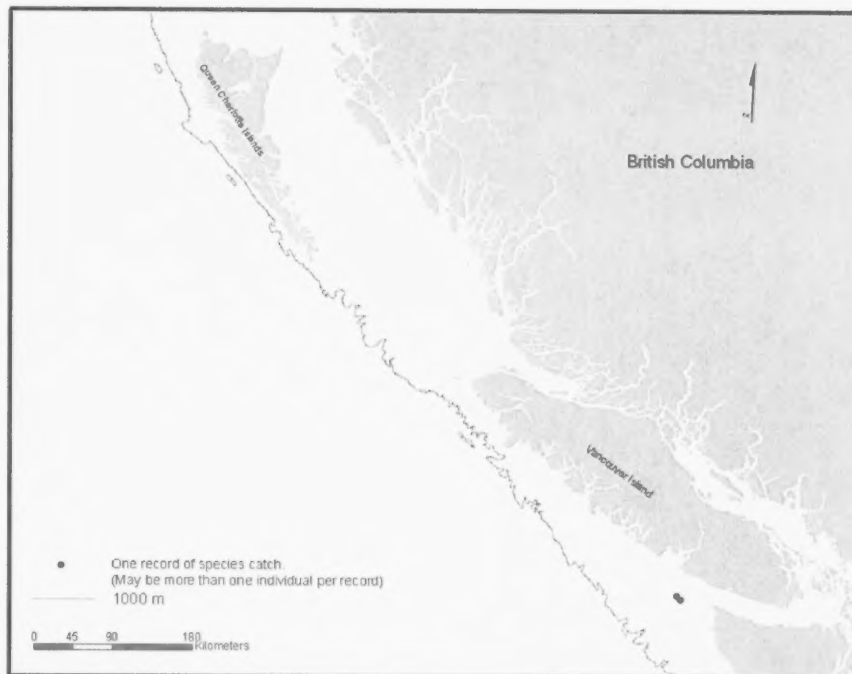 Queen Charlotte Islands
British Columbia
Vancouver Island
One record of species catch.
(May be more than one individual per record)
1000 m
0 45 90 180
Kilometers